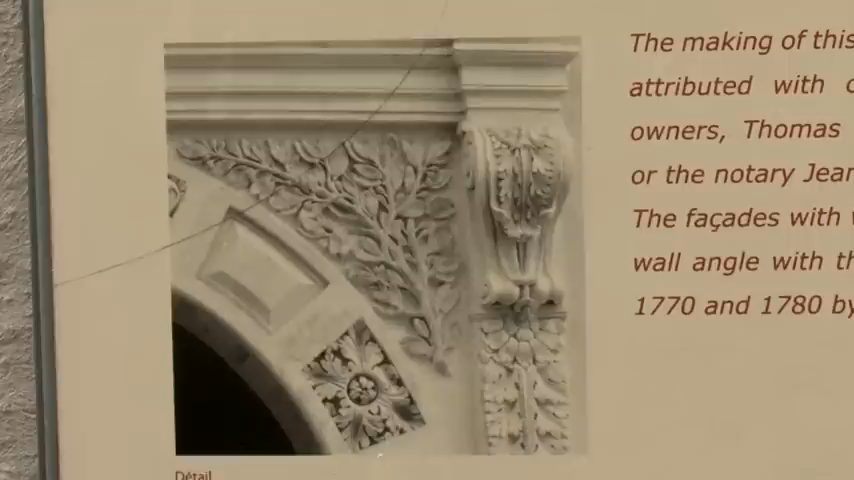 The making of this
attributed with
owners, Thomas
or the notary Jean
The façades with
wall angle with th
1770 and 1780 by
Détail